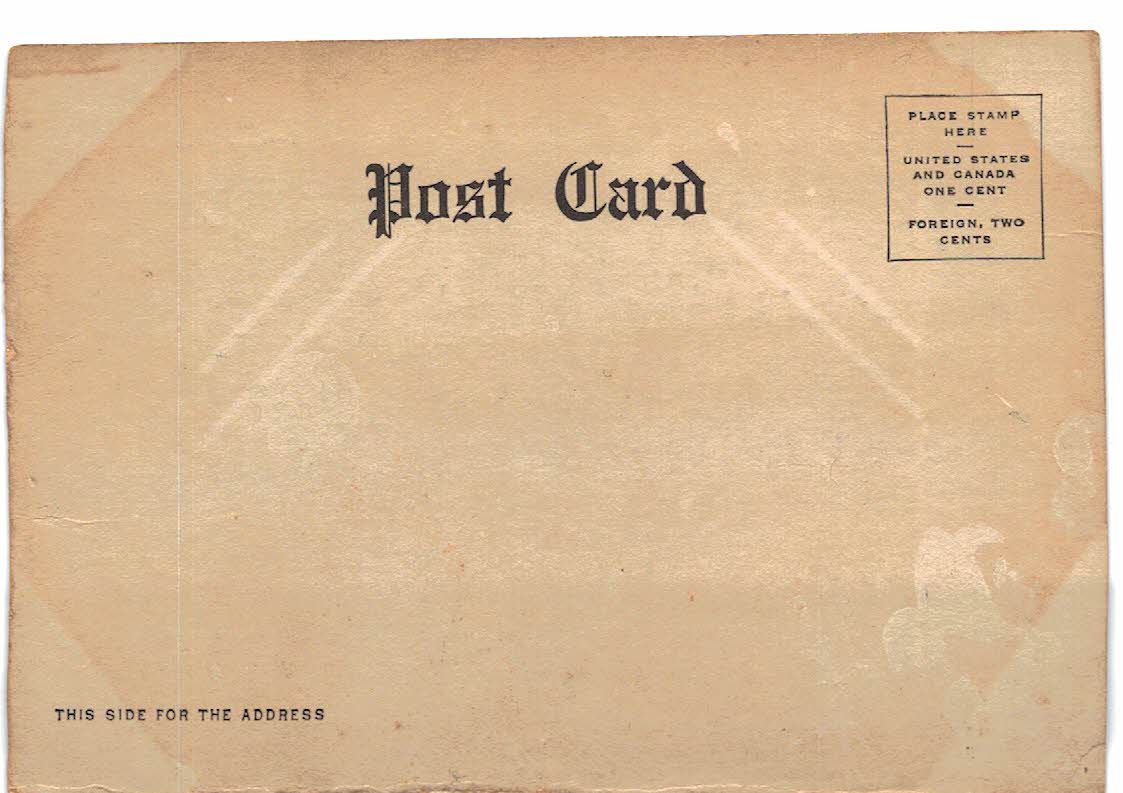 Post Card
PLACE STAMP
HERE
—
UNITED STATES
AND CANADA
ONE CENT
—
FOREIGN, TWO
CENTS
THIS SIDE FOR THE ADDRESS